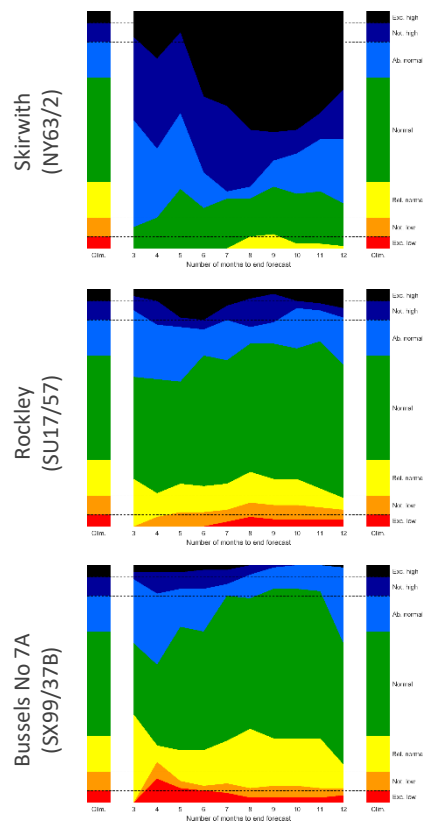 Skirwith
(NY63/2)
Exc. high
Not. high
Ab. normal
Normal
Bel. normal
Not. low
Exc. low
Clim.
3
4
5
6
7
8
9
10
11
12
Clim.
Number of months to end forecast
Rockley
(SU17/57)
Exc. high
Not. high
Ab. normal
Normal
Bel. normal
Not. low
Exc. low
Clim.
3
4
5
6
7
8
9
10
11
12
Clim.
Number of months to end forecast
Bussels No 7A
(SX99/37B)
Exc. high
Not. high
Ab. normal
Normal
Bel. normal
Not. low
Exc. low
Clim.
3
4
5
6
7
8
9
10
11
12
Clim.
Number of months to end forecast